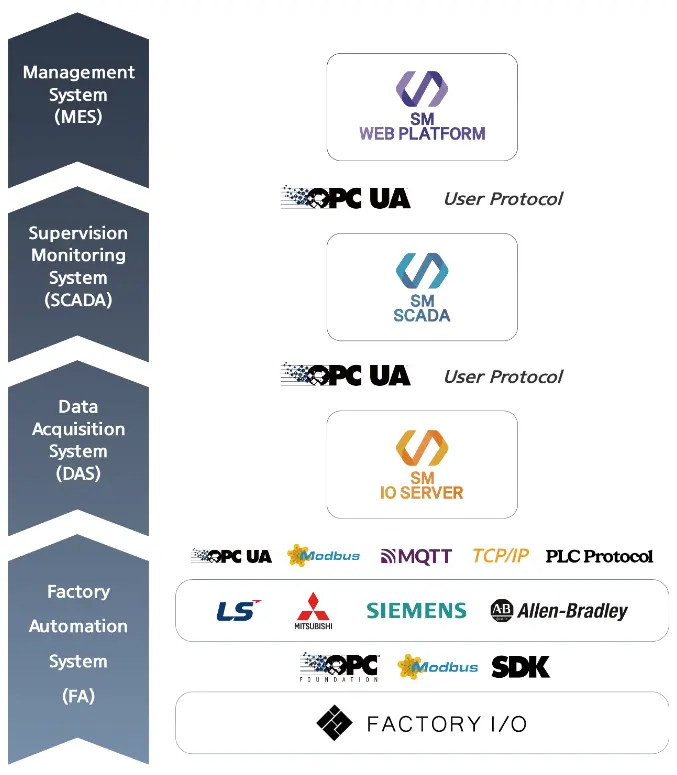 Management
System
(MES)
SM
WEB PLATFORM
OPC UA User Protocol
Supervision
Monitoring
System
(SCADA)
SM
SCADA
OPC UA User Protocol
Data
Acquisition
System
(DAS)
SM
IO SERVER
OPC UA Modbus MQTT TCP/IP PLC Protocol
Factory
Automation
System
(FA)
LS MITSUBISHI SIEMENS A-B Allen-Bradley
OPC FOUNDATION Modbus SDK
FACTORY I/O